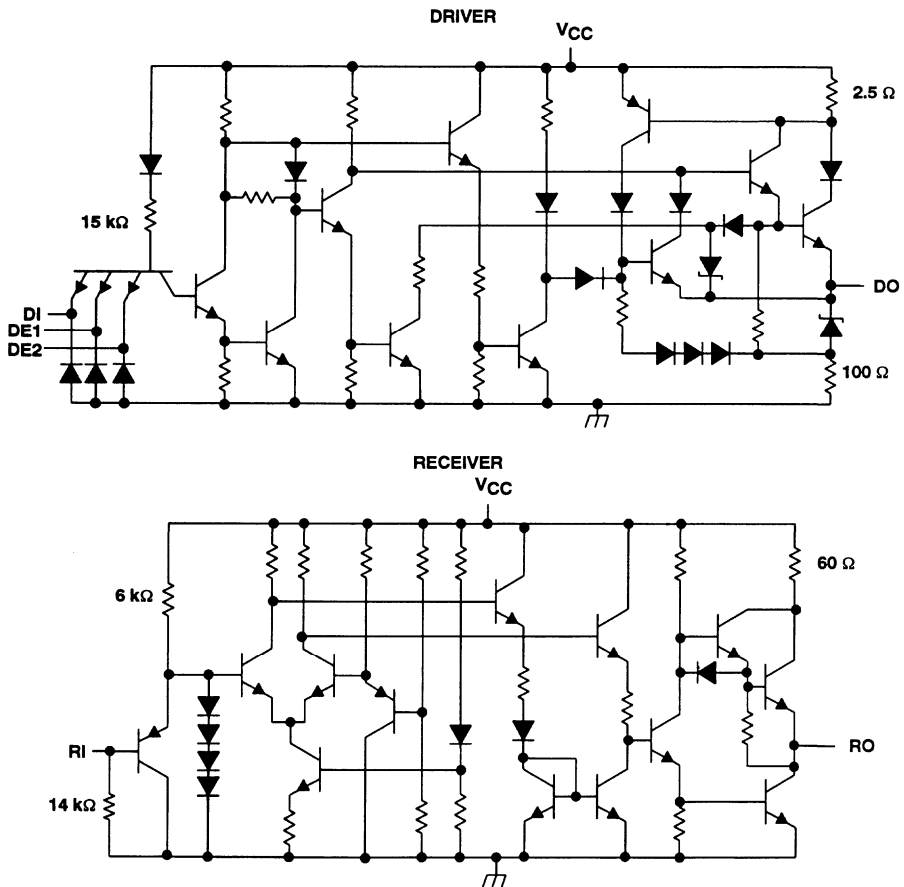 DRIVER
VCC
2.5 Ω
15 kΩ
DI
DE1
DE2
DO
100 Ω
RECEIVER
VCC
6 kΩ
60 Ω
RI
RO
14 kΩ